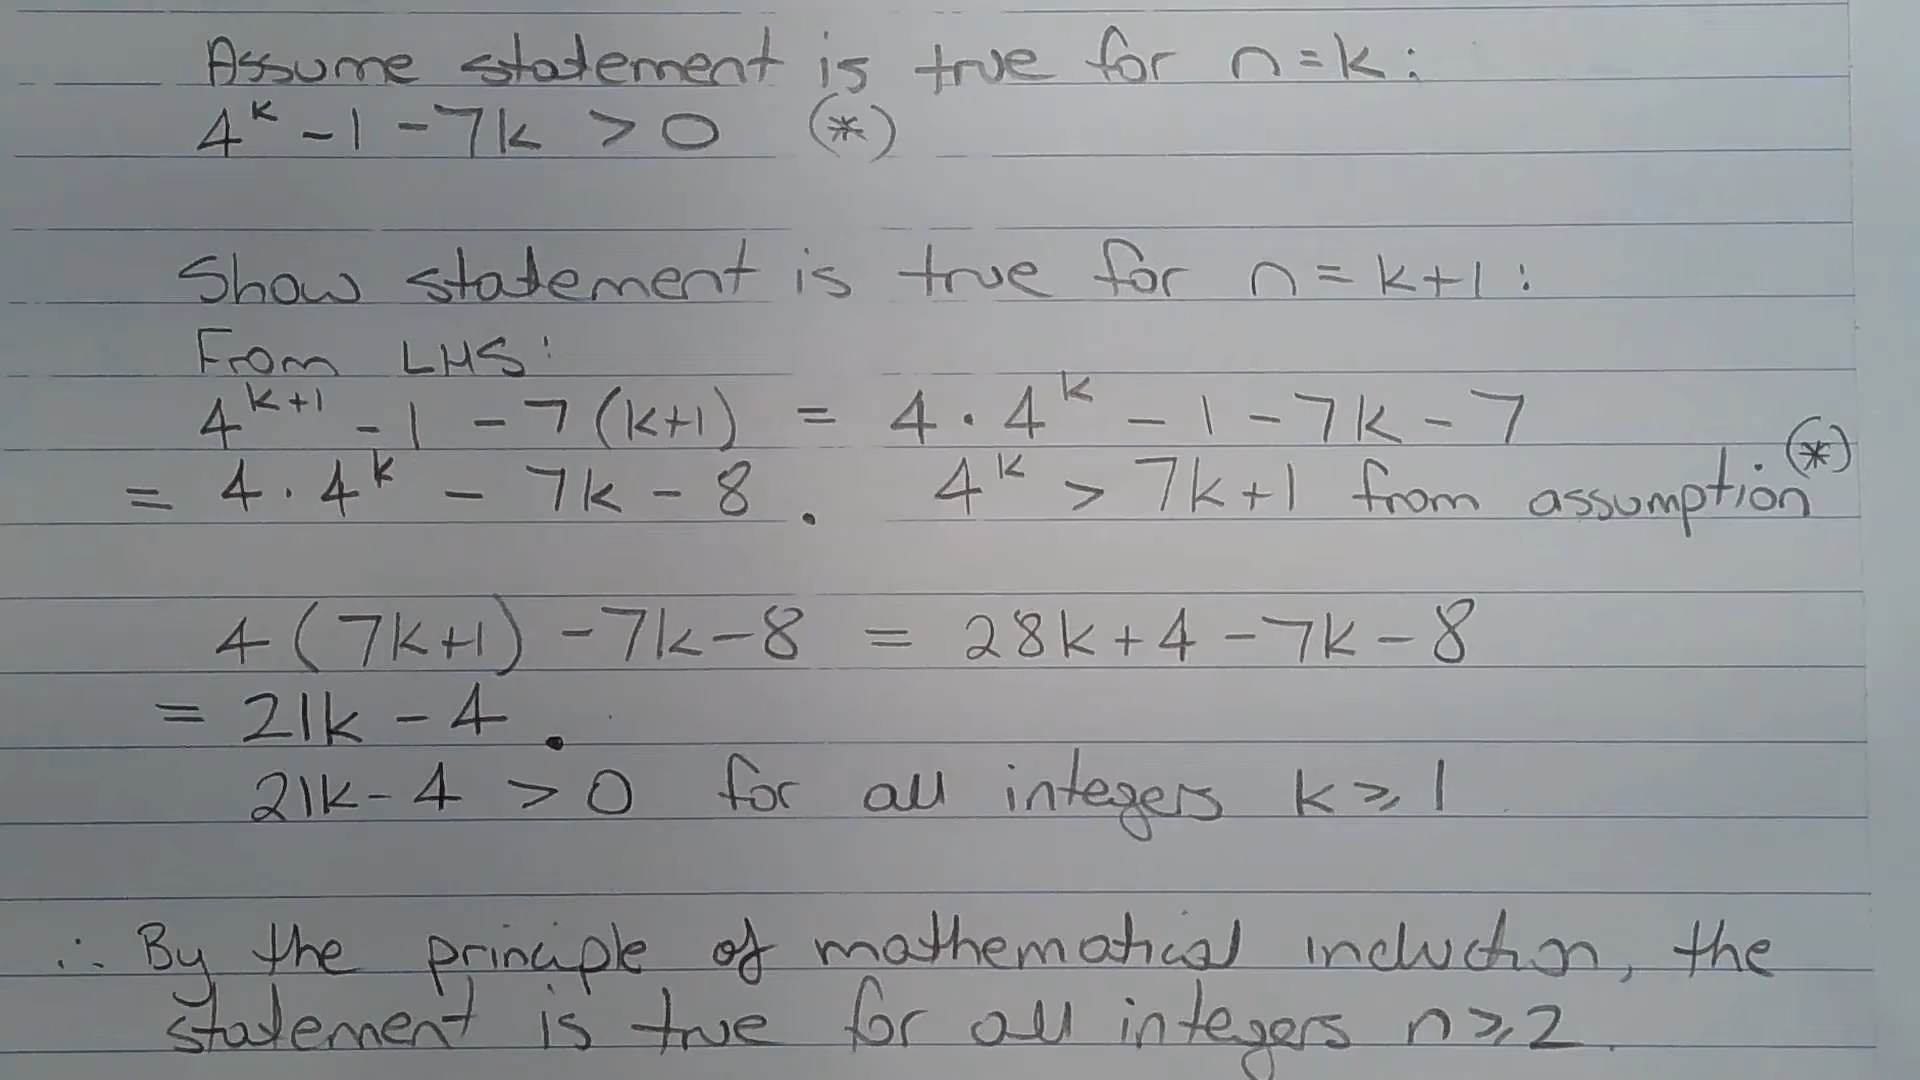 Assume statement is true for n = k :
4^k - 1 - 7k > 0 (*)
Show statement is true for n = k+1 :
From LHS:
4^(k+1) - 1 - 7(k+1) = 4 · 4^k - 1 - 7k - 7
= 4 · 4^k - 7k - 8 . 4^k > 7k+1 from assumption (*)
4(7k+1) - 7k - 8 = 28k + 4 - 7k - 8
= 21k - 4 .
21k - 4 > 0 for all integers k ⩾ 1
∴ By the principle of mathematical induction, the
statement is true for all integers n ⩾ 2.